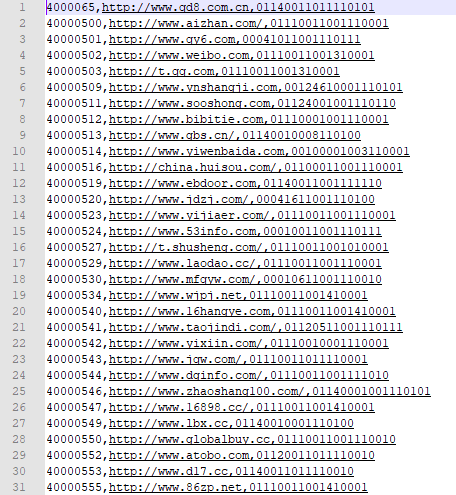 1 4000065,http://www.qd8.com.cn,01140011011110101
2 40000500,http://www.aizhan.com/,01110011001110001
3 40000501,http://www.qy6.com,00041011001110111
4 40000502,http://www.weibo.com,01110011001310001
5 40000503,http://t.qq.com,01110011001310001
6 40000509,http://www.ynshangji.com,00124610001110101
7 40000511,http://www.sooshong.com,01124001001110110
8 40000512,http://www.bibitie.com,01110001001110001
9 40000513,http://www.qbs.cn/,01140010008110100
10 40000514,http://www.yiwenbaida.com,00100001003110001
11 40000516,http://china.huisou.com/,01100011001110001
12 40000519,http://www.ebdoor.com,01140011001111110
13 40000520,http://www.jdzj.com/,00041611001110100
14 40000523,http://www.yijiaer.com/,01110011001110001
15 40000524,http://www.53info.com,00010011001110111
16 40000527,http://t.shusheng.com/,01110011001010001
17 40000529,http://www.laodao.cc/,01110011001110001
18 40000530,http://www.mfqyw.com/,00010611001110010
19 40000534,http://www.wjpj.net,01110011001410001
20 40000540,http://www.16hangye.com,01110011001410001
21 40000541,http://www.taojindi.com/,01120511001110111
22 40000542,http://www.yixiin.com/,01110010001110001
23 40000543,http://www.jgw.com/,01110011011110001
24 40000544,http://www.dginfo.com/,01110011001111010
25 40000546,http://www.zhaoshang100.com/,01140001001110101
26 40000547,http://www.16898.cc/,01110011001410001
27 40000549,http://www.lbx.cc,01140010001110100
28 40000550,http://www.globalbuy.cc,01110011001110010
29 40000552,http://www.atobo.com,01120011011110010
30 40000553,http://www.d17.cc,01140011011110010
31 40000555,http://www.86zp.net,01110011001410001